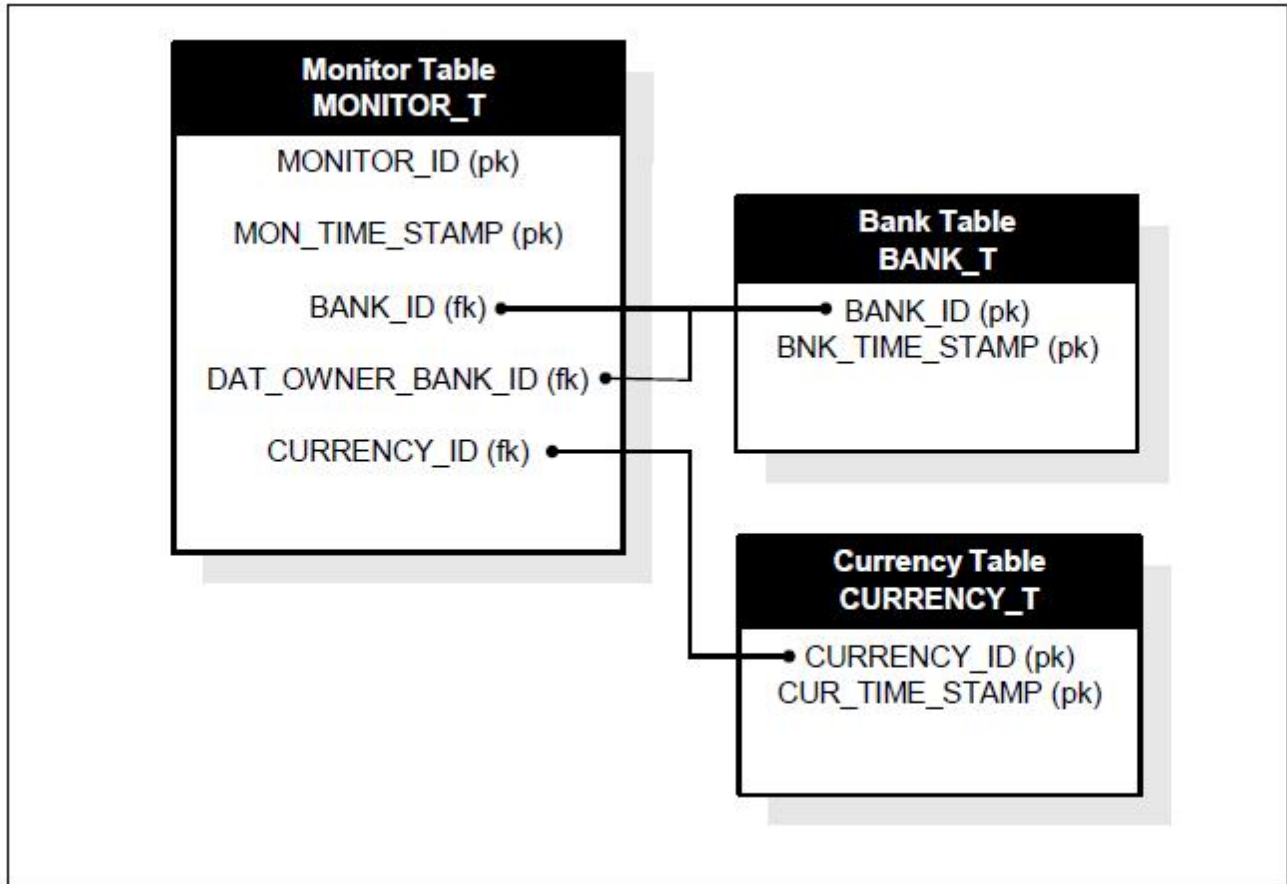 Monitor Table
MONITOR_T
MONITOR_ID (pk)
MON_TIME_STAMP (pk)
BANK_ID (fk)
DAT_OWNER_BANK_ID (fk)
CURRENCY_ID (fk)
Bank Table
BANK_T
BANK_ID (pk)
BNK_TIME_STAMP (pk)
Currency Table
CURRENCY_T
CURRENCY_ID (pk)
CUR_TIME_STAMP (pk)